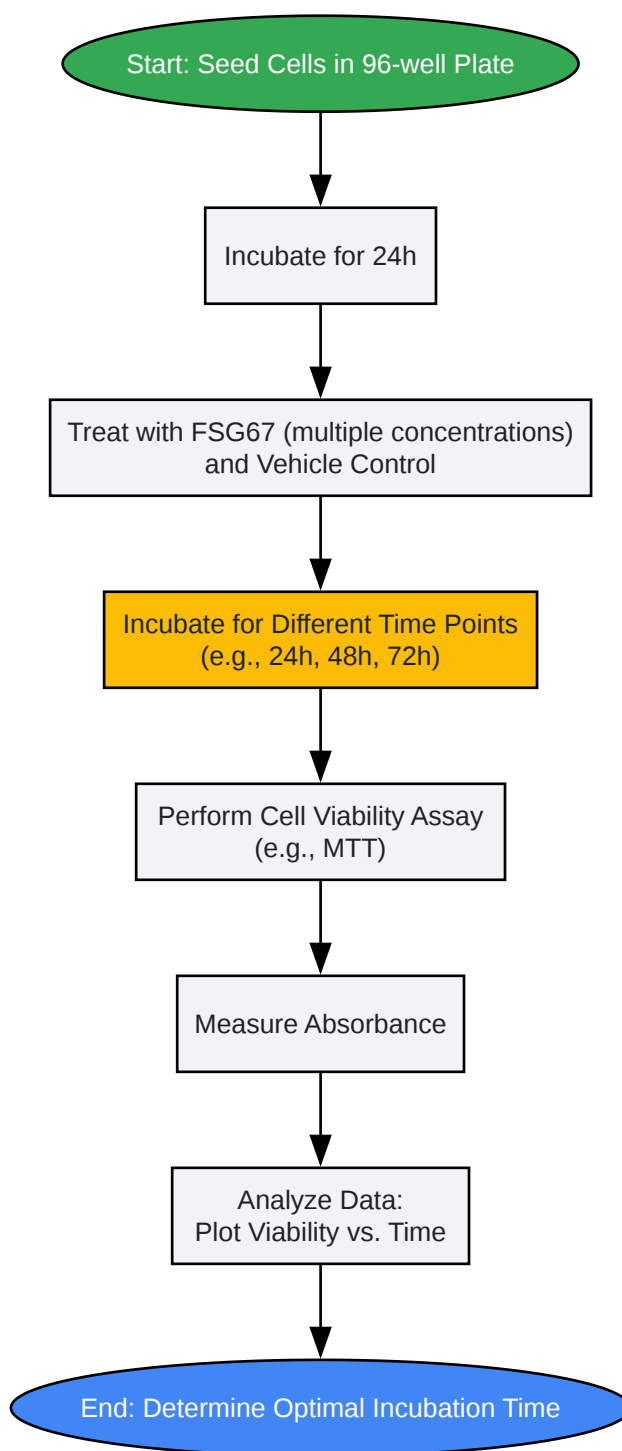 Start: Seed Cells in 96-well Plate
Incubate for 24h
Treat with FSG67 (multiple concentrations)
and Vehicle Control
Incubate for Different Time Points
(e.g., 24h, 48h, 72h)
Perform Cell Viability Assay
(e.g., MTT)
Measure Absorbance
Analyze Data:
Plot Viability vs. Time
End: Determine Optimal Incubation Time